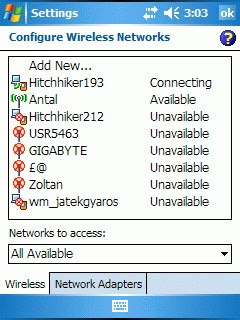 Settings 3:03 ok
Configure Wireless Networks ?
Add New...
Hitchhiker193 Connecting
Antal Available
Hitchhiker212 Unavailable
USR5463 Unavailable
GIGABYTE Unavailable
£@ Unavailable
Zoltan Unavailable
wm_jatekgyaros Unavailable
Networks to access:
All Available
Wireless Network Adapters